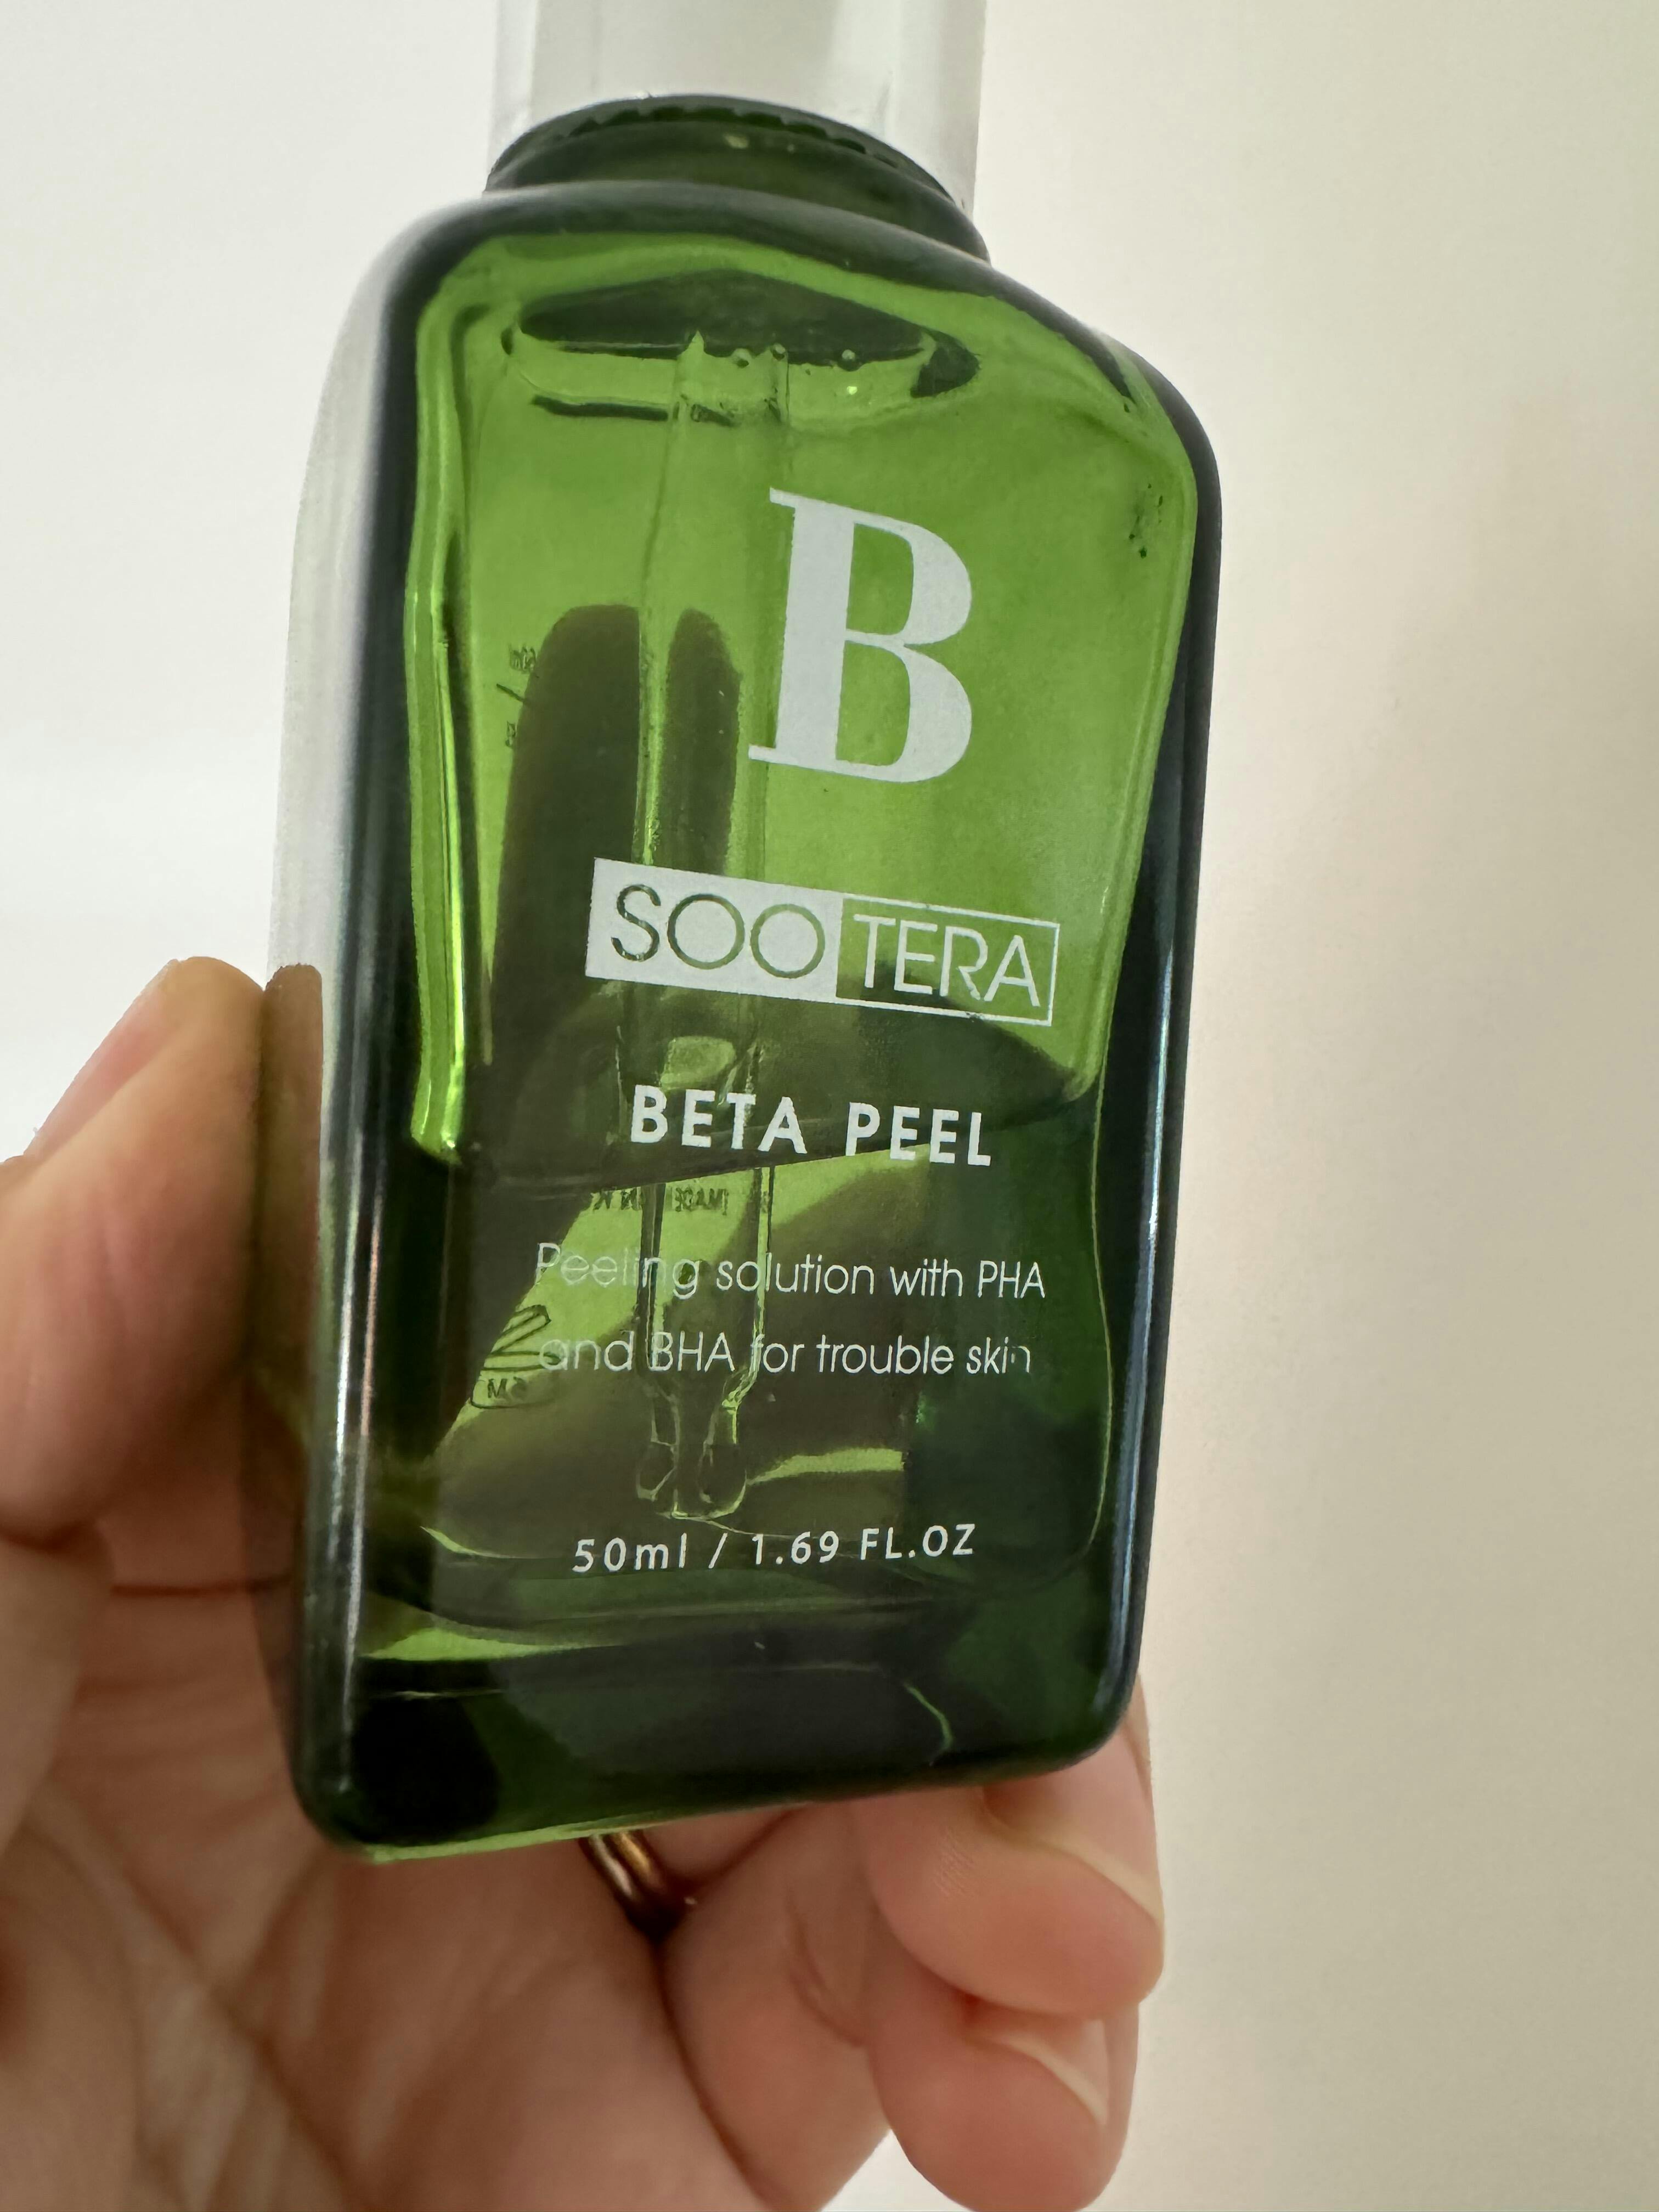 B
SOOTERA
BETA PEEL
Peeling solution with PHA
and BHA for trouble skin
50ml / 1.69 FL.OZ